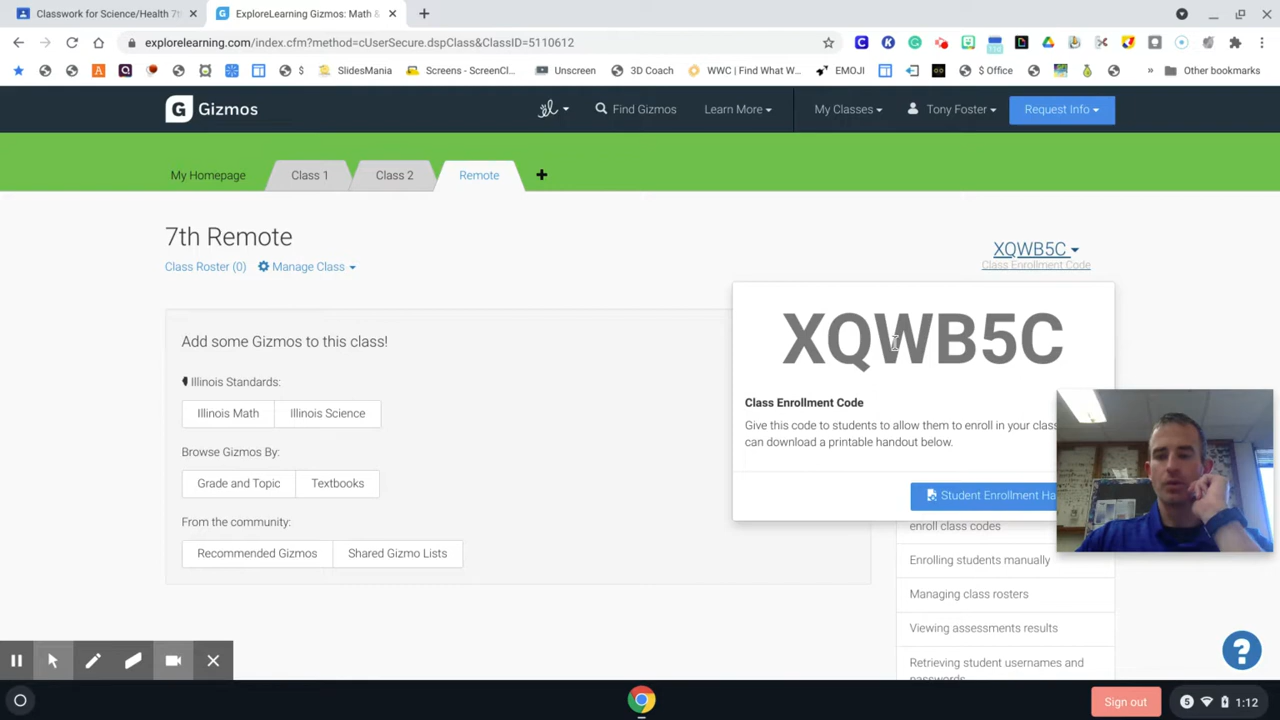 Classwork for Science/Health 7t
ExploreLearning Gizmos: Math &
explorelearning.com/index.cfm?method=cUserSecure.dspClass&ClassID=5110612
$
SlidesMania
Screens - ScreenCl...
Unscreen
3D Coach
WWC | Find What W...
EMOJI
$ Office
»
Other bookmarks
G Gizmos
Find Gizmos
Learn More
My Classes
Tony Foster
Request Info
My Homepage
Class 1
Class 2
Remote
+
7th Remote
XQWB5C
Class Roster (0)
Manage Class
Class Enrollment Code
XQWB5C
Add some Gizmos to this class!
Illinois Standards:
Class Enrollment Code
Illinois Math
Illinois Science
Give this code to students to allow them to enroll in your clas
can download a printable handout below.
Browse Gizmos By:
Grade and Topic
Textbooks
Student Enrollment Ha
From the community:
enroll class codes
Recommended Gizmos
Shared Gizmo Lists
Enrolling students manually
Managing class rosters
Viewing assessments results
Retrieving student usernames and
passwords
?
Sign out
5
1:12